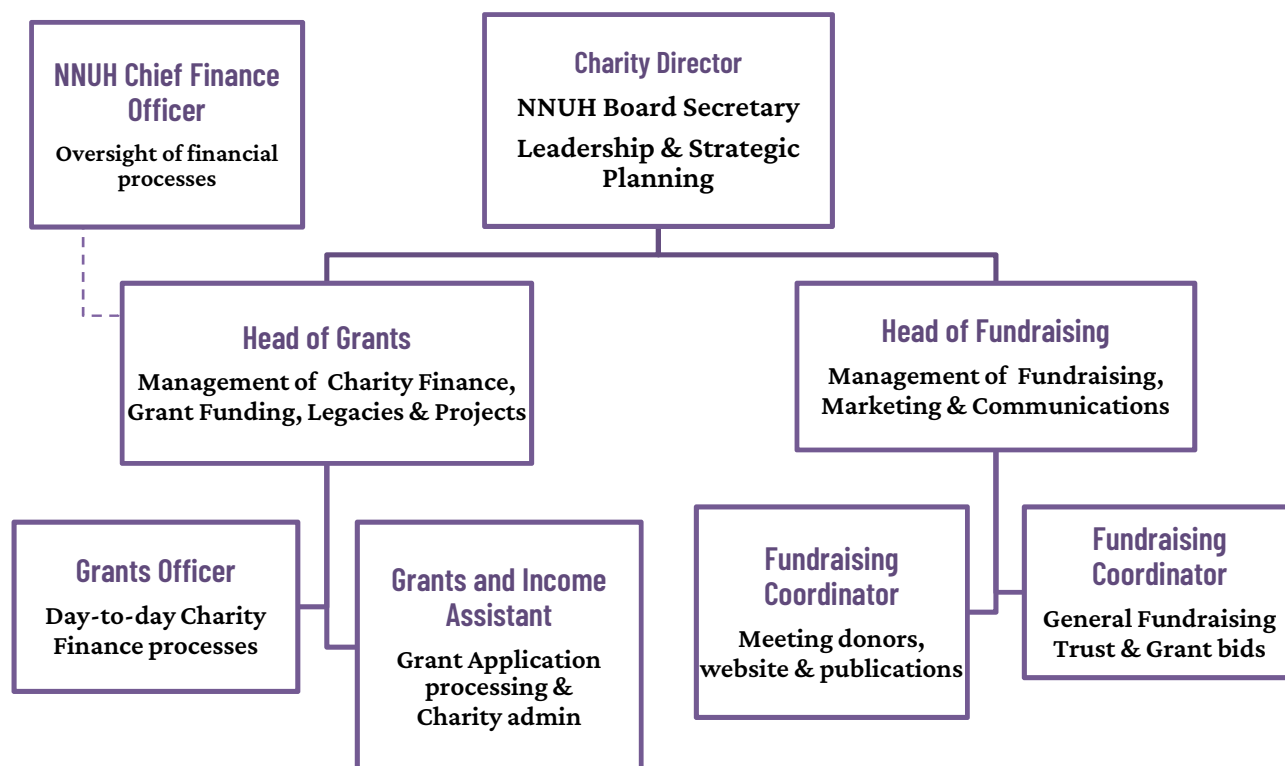 NNUH Chief Finance
Officer
Oversight of financial
processes
Charity Director
NNUH Board Secretary
Leadership & Strategic
Planning
Head of Grants
Management of Charity Finance,
Grant Funding, Legacies & Projects
Head of Fundraising
Management of Fundraising,
Marketing & Communications
Grants Officer
Day-to-day Charity
Finance processes
Grants and Income
Assistant
Grant Application
processing &
Charity admin
Fundraising
Coordinator
Meeting donors,
website & publications
Fundraising
Coordinator
General Fundraising
Trust & Grant bids